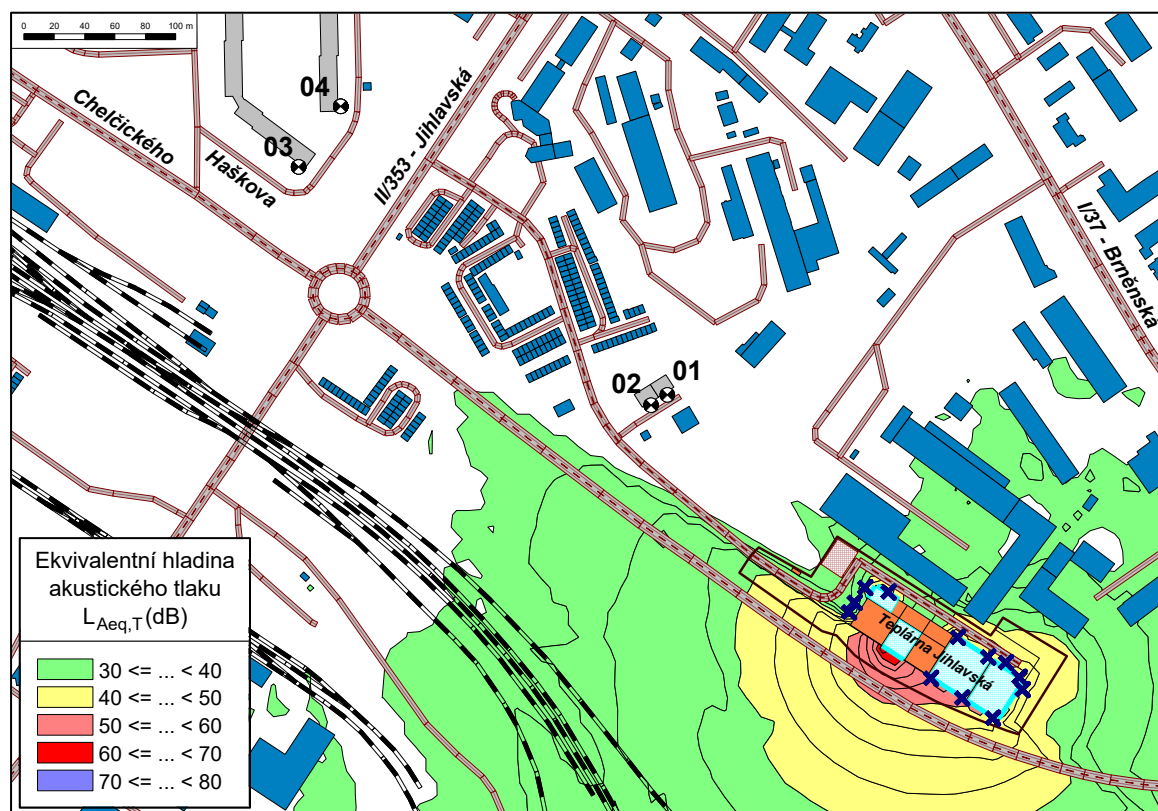 0 20 40 60 80 100 m
04
03
Chelčického
Haškova
II/353 - Jihlavská
I/37 - Brněnská
02
01
Teplárna Jihlavská
Ekvivalentní hladina
akustického tlaku
LAeq,T(dB)
30 <= ... < 40
40 <= ... < 50
50 <= ... < 60
60 <= ... < 70
70 <= ... < 80